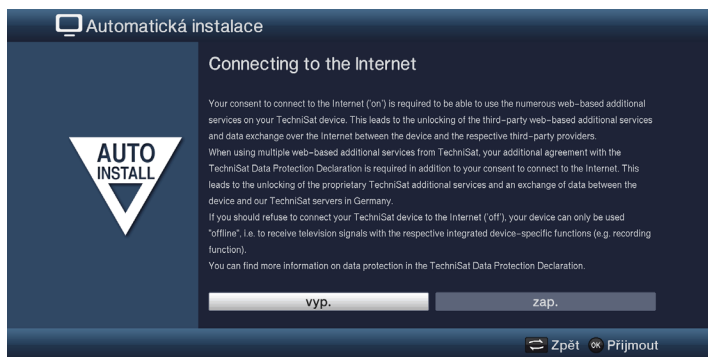 Automatická instalace
Connecting to the Internet
Your consent to connect to the Internet ('on') is required to be able to use the numerous web-based additional
services on your TechniSat device. This leads to the unlocking of the third-party web-based additional services
and data exchange over the Internet between the device and the respective third-party providers.
When using multiple web-based additional services from TechniSat, your additional agreement with the
TechniSat Data Protection Declaration is required in addition to your consent to connect to the Internet. This
leads to the unlocking of the proprietary TechniSat additional services and an exchange of data between the
device and our TechniSat servers in Germany.
If you should refuse to connect your TechniSat device to the Internet ('off'), your device can only be used
"offline", i.e. to receive television signals with the respective integrated device-specific functions (e.g. recording
function).
You can find more information on data protection in the TechniSat Data Protection Declaration.
AUTO
INSTALL
vyp.
zap.
Zpět OK Přijmout